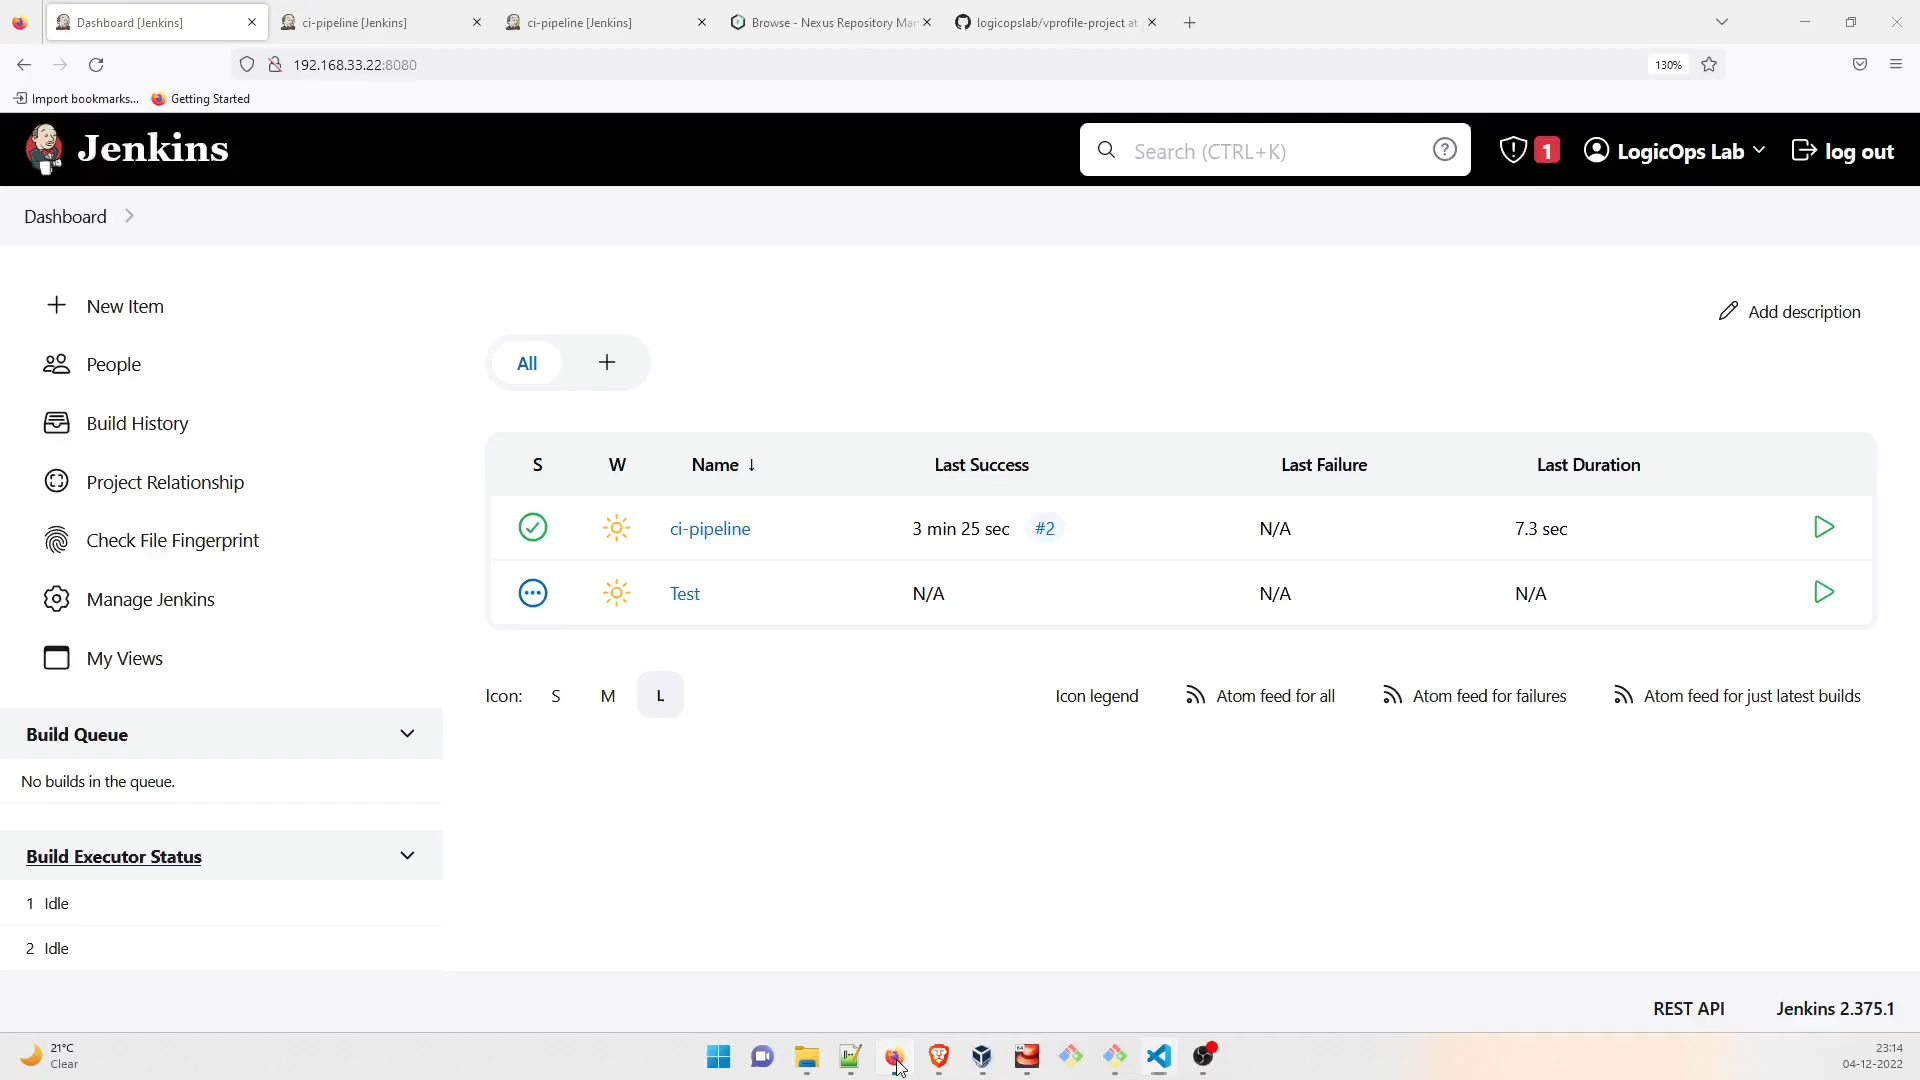 Dashboard [Jenkins]
ci-pipeline [Jenkins]
ci-pipeline [Jenkins]
Browse - Nexus Repository Mar
logicopslab/vprofile-project at
192.168.33.22:8080
130%
Import bookmarks...
Getting Started
Jenkins
Search (CTRL+K)
1
LogicOps Lab
log out
Dashboard
New Item
People
Build History
Project Relationship
Check File Fingerprint
Manage Jenkins
My Views
Build Queue
No builds in the queue.
Build Executor Status
1 Idle
2 Idle
Add description
All
S W Name ↓ Last Success Last Failure Last Duration
ci-pipeline 3 min 25 sec #2 N/A 7.3 sec
Test N/A N/A N/A
Icon: S M L
Icon legend
Atom feed for all
Atom feed for failures
Atom feed for just latest builds
REST API
Jenkins 2.375.1
21°C
Clear
23:14
04-12-2022